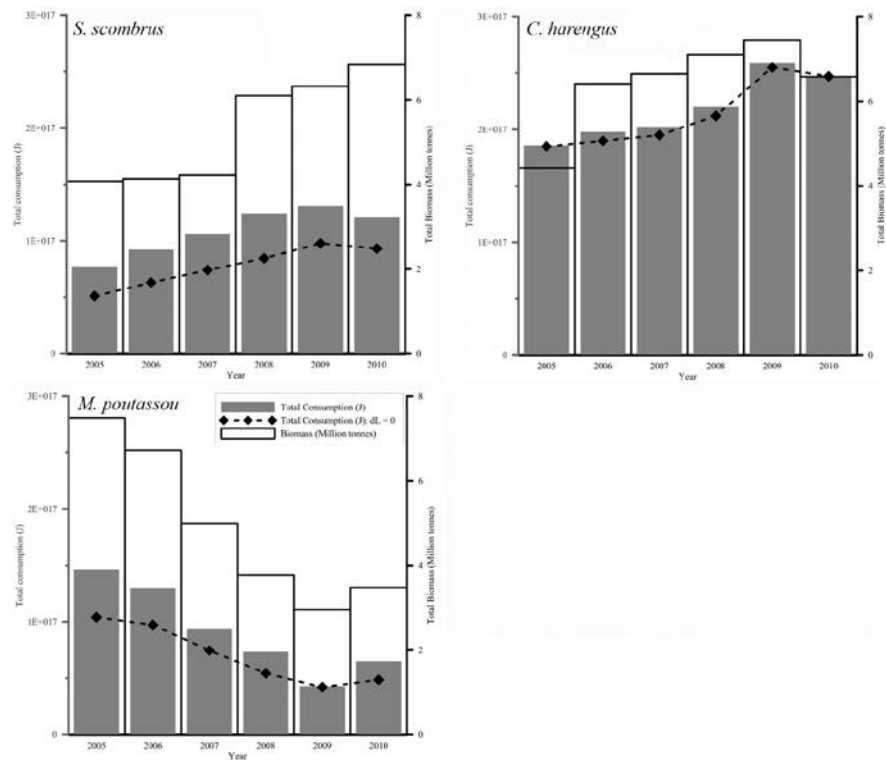 S. scombrus
3E+017
2E+017
1E+017
0
Total consumption (J)
8
6
4
2
0
Total Biomass (Million tonnes)
2005 2006 2007 2008 2009 2010
Year
C. harengus
3E+017
2E+017
1E+017
0
Total consumption (J)
8
6
4
2
0
Total Biomass (Million tonnes)
2005 2006 2007 2008 2009 2010
Year
M. poutassou
3E+017
2E+017
1E+017
0
Total consumption (J)
Total Consumption (J)
Total Consumption (J); dL = 0
Biomass (Million tonnes)
8
6
4
2
0
Total Biomass (Million tonnes)
2005 2006 2007 2008 2009 2010
Year